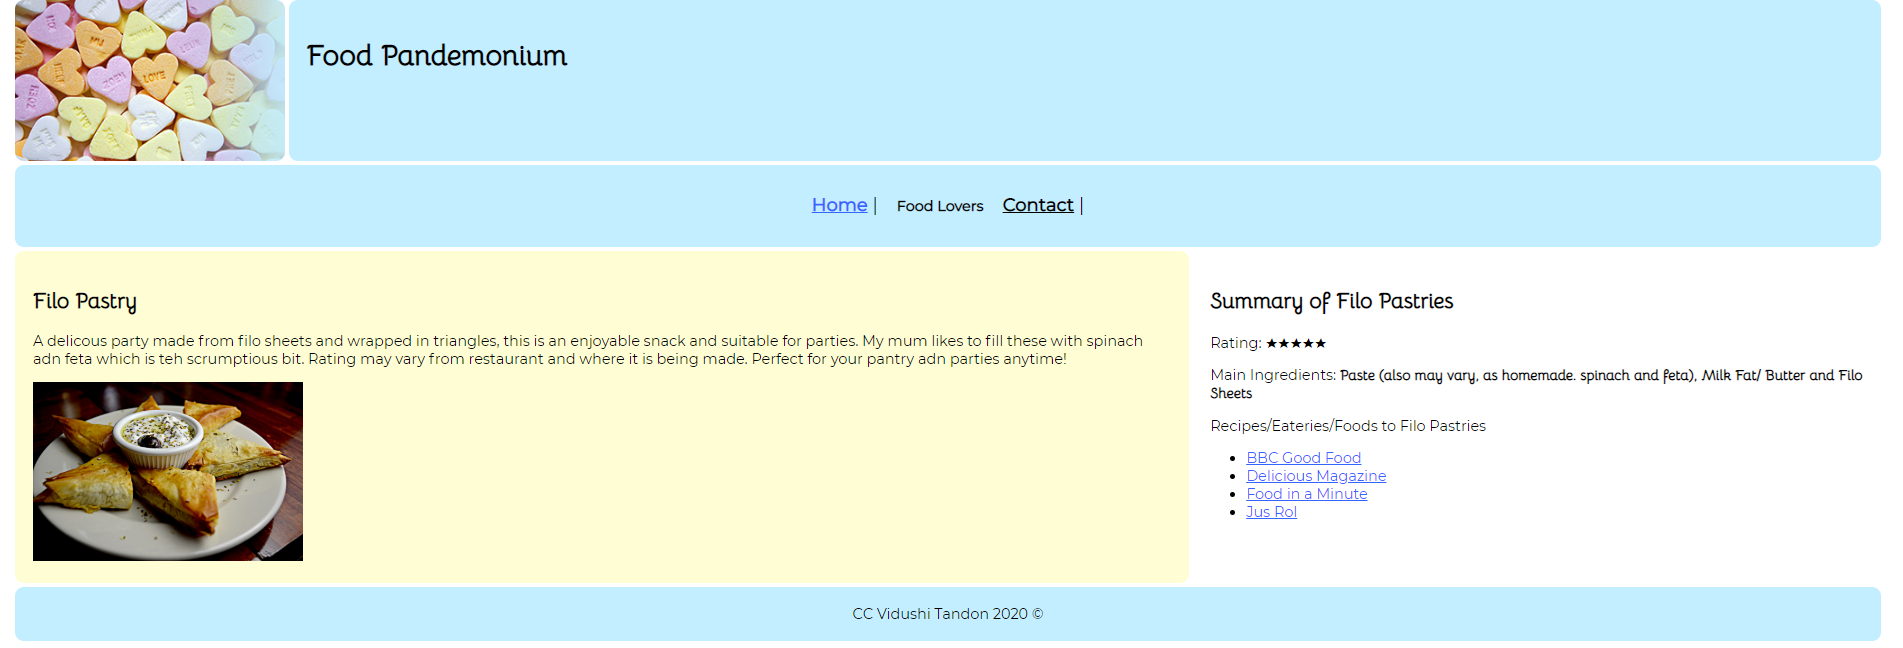 MU
LOVE
ZOEN
ZOEN
Food Pandemonium
Home | Food Lovers Contact |
Filo Pastry
A delicous party made from filo sheets and wrapped in triangles, this is an enjoyable snack and suitable for parties. My mum likes to fill these with spinach
adn feta which is teh scrumptious bit. Rating may vary from restaurant and where it is being made. Perfect for your pantry adn parties anytime!
Summary of Filo Pastries
Rating: ★★★★★
Main Ingredients: Paste (also may vary, as homemade. spinach and feta), Milk Fat/ Butter and Filo
Sheets
Recipes/Eateries/Foods to Filo Pastries
• BBC Good Food
• Delicious Magazine
• Food in a Minute
• Jus Rol
CC Vidushi Tandon 2020 ©